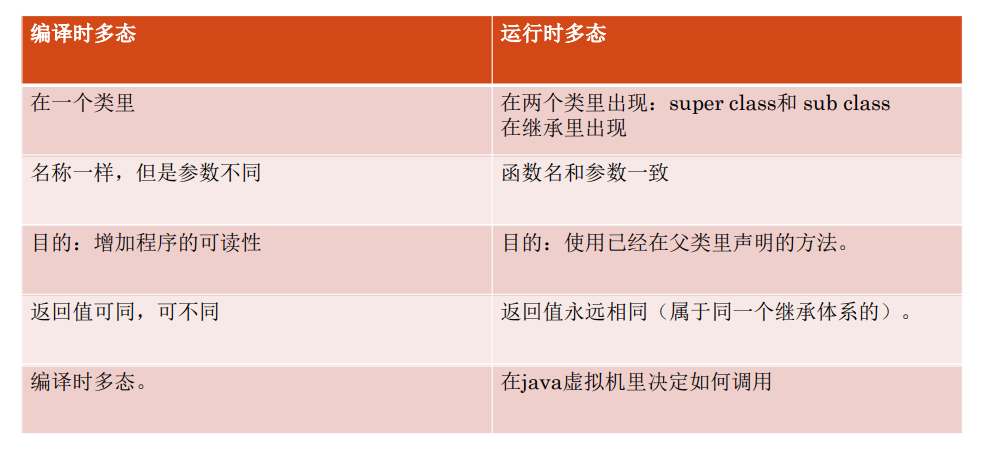 编译时多态
运行时多态
在一个类里
在两个类里出现：super class和 sub class
在继承里出现
名称一样，但是参数不同
函数名和参数一致
目的：增加程序的可读性
目的：使用已经在父类里声明的方法。
返回值可同，可不同
返回值永远相同（属于同一个继承体系的）。
编译时多态。
在java虚拟机里决定如何调用